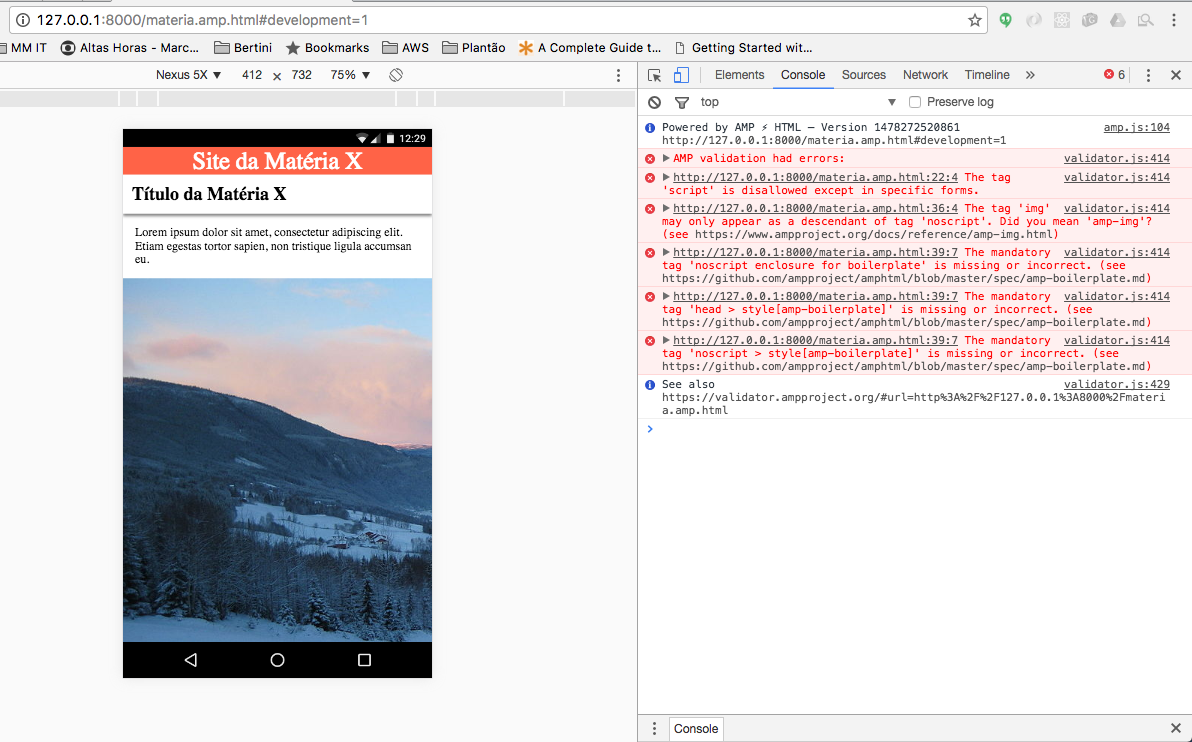 127.0.0.1:8000/materia.amp.html#development=1
MM IT Altas Horas - Marc... Bertini Bookmarks AWS Plantão A Complete Guide t... Getting Started wit...
Nexus 5X ▼ 412 × 732 75% ▼
Elements Console Sources Network Timeline » 6
top ▼ Preserve log
12:29
Site da Matéria X
Título da Matéria X
Lorem ipsum dolor sit amet, consectetur adipiscing elit.
Etiam egestas tortor sapien, non tristique ligula accumsan
eu.
Powered by AMP ⚡ HTML – Version 1478272520861 amp.js:104
http://127.0.0.1:8000/materia.amp.html#development=1
▶AMP validation had errors: validator.js:414
▶http://127.0.0.1:8000/materia.amp.html:22:4 The tag validator.js:414
'script' is disallowed except in specific forms.
▶http://127.0.0.1:8000/materia.amp.html:36:4 The tag 'img' validator.js:414
may only appear as a descendant of tag 'noscript'. Did you mean 'amp-img'?
(see https://www.ampproject.org/docs/reference/amp-img.html)
▶http://127.0.0.1:8000/materia.amp.html:39:7 The mandatory validator.js:414
tag 'noscript enclosure for boilerplate' is missing or incorrect. (see
https://github.com/ampproject/amphtml/blob/master/spec/amp-boilerplate.md)
▶http://127.0.0.1:8000/materia.amp.html:39:7 The mandatory validator.js:414
tag 'head > style[amp-boilerplate]' is missing or incorrect. (see
https://github.com/ampproject/amphtml/blob/master/spec/amp-boilerplate.md)
▶http://127.0.0.1:8000/materia.amp.html:39:7 The mandatory validator.js:414
tag 'noscript > style[amp-boilerplate]' is missing or incorrect. (see
https://github.com/ampproject/amphtml/blob/master/spec/amp-boilerplate.md)
See also validator.js:429
https://validator.ampproject.org/#url=http%3A%2F%2F127.0.0.1%3A8000%2Fmateri
a.amp.html
Console